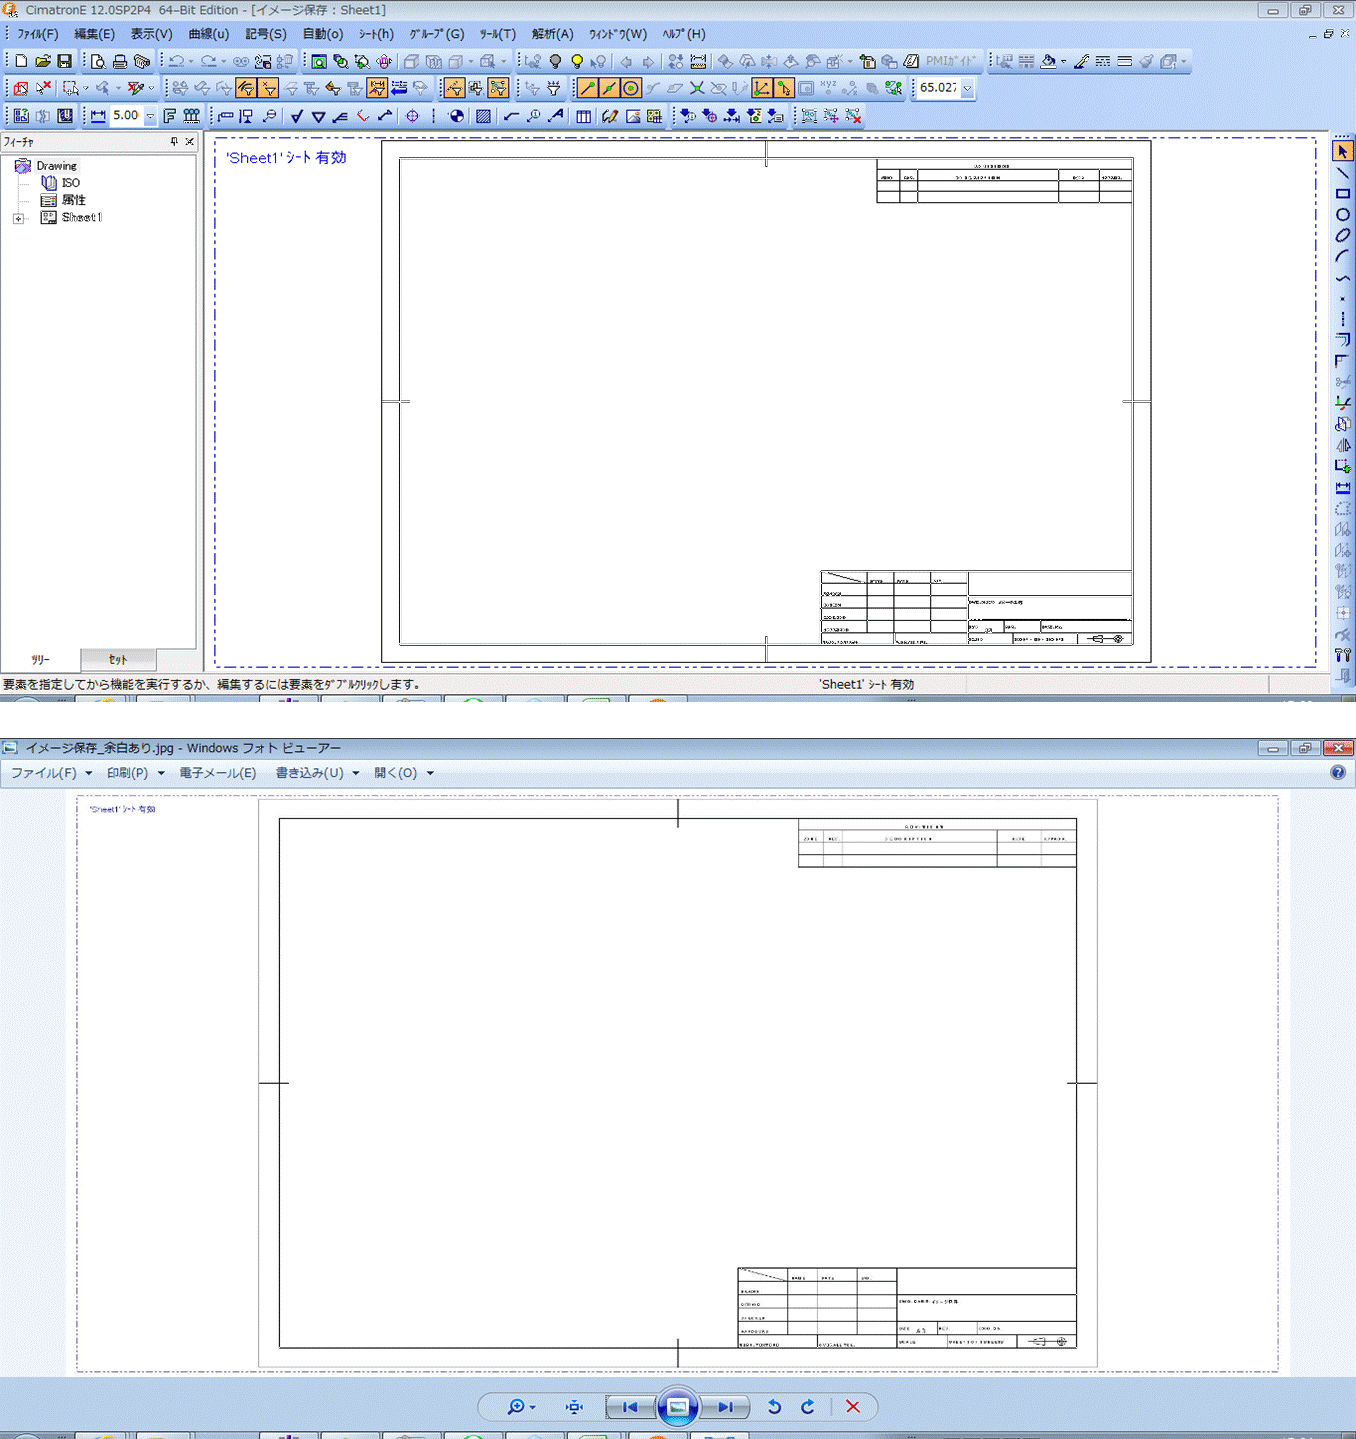 CimatronE 12.0SP2P4 64-Bit Edition - [イメージ保存 : Sheet1]
ファイル(F) 編集(E) 表示(V) 曲線(u) 記号(S) 自動(o) シート(h) グループ(G) ツール(T) 解析(A) ウィンドウ(W) ヘルプ(H)
PMIガイド
65.027
5.00
フィーチャ
'Sheet1' シート 有効
Drawing
ISO
属性
Sheet1
ツリー セット
要素を指定してから機能を実行するか、編集するには要素をダブルクリックします。 'Sheet1' シート 有効
イメージ保存_余白あり.jpg - Windows フォト ビューアー
ファイル(F) 印刷(P) 電子メール(E) 書き込み(U) 開く(O)
'Sheet1' シート 有効